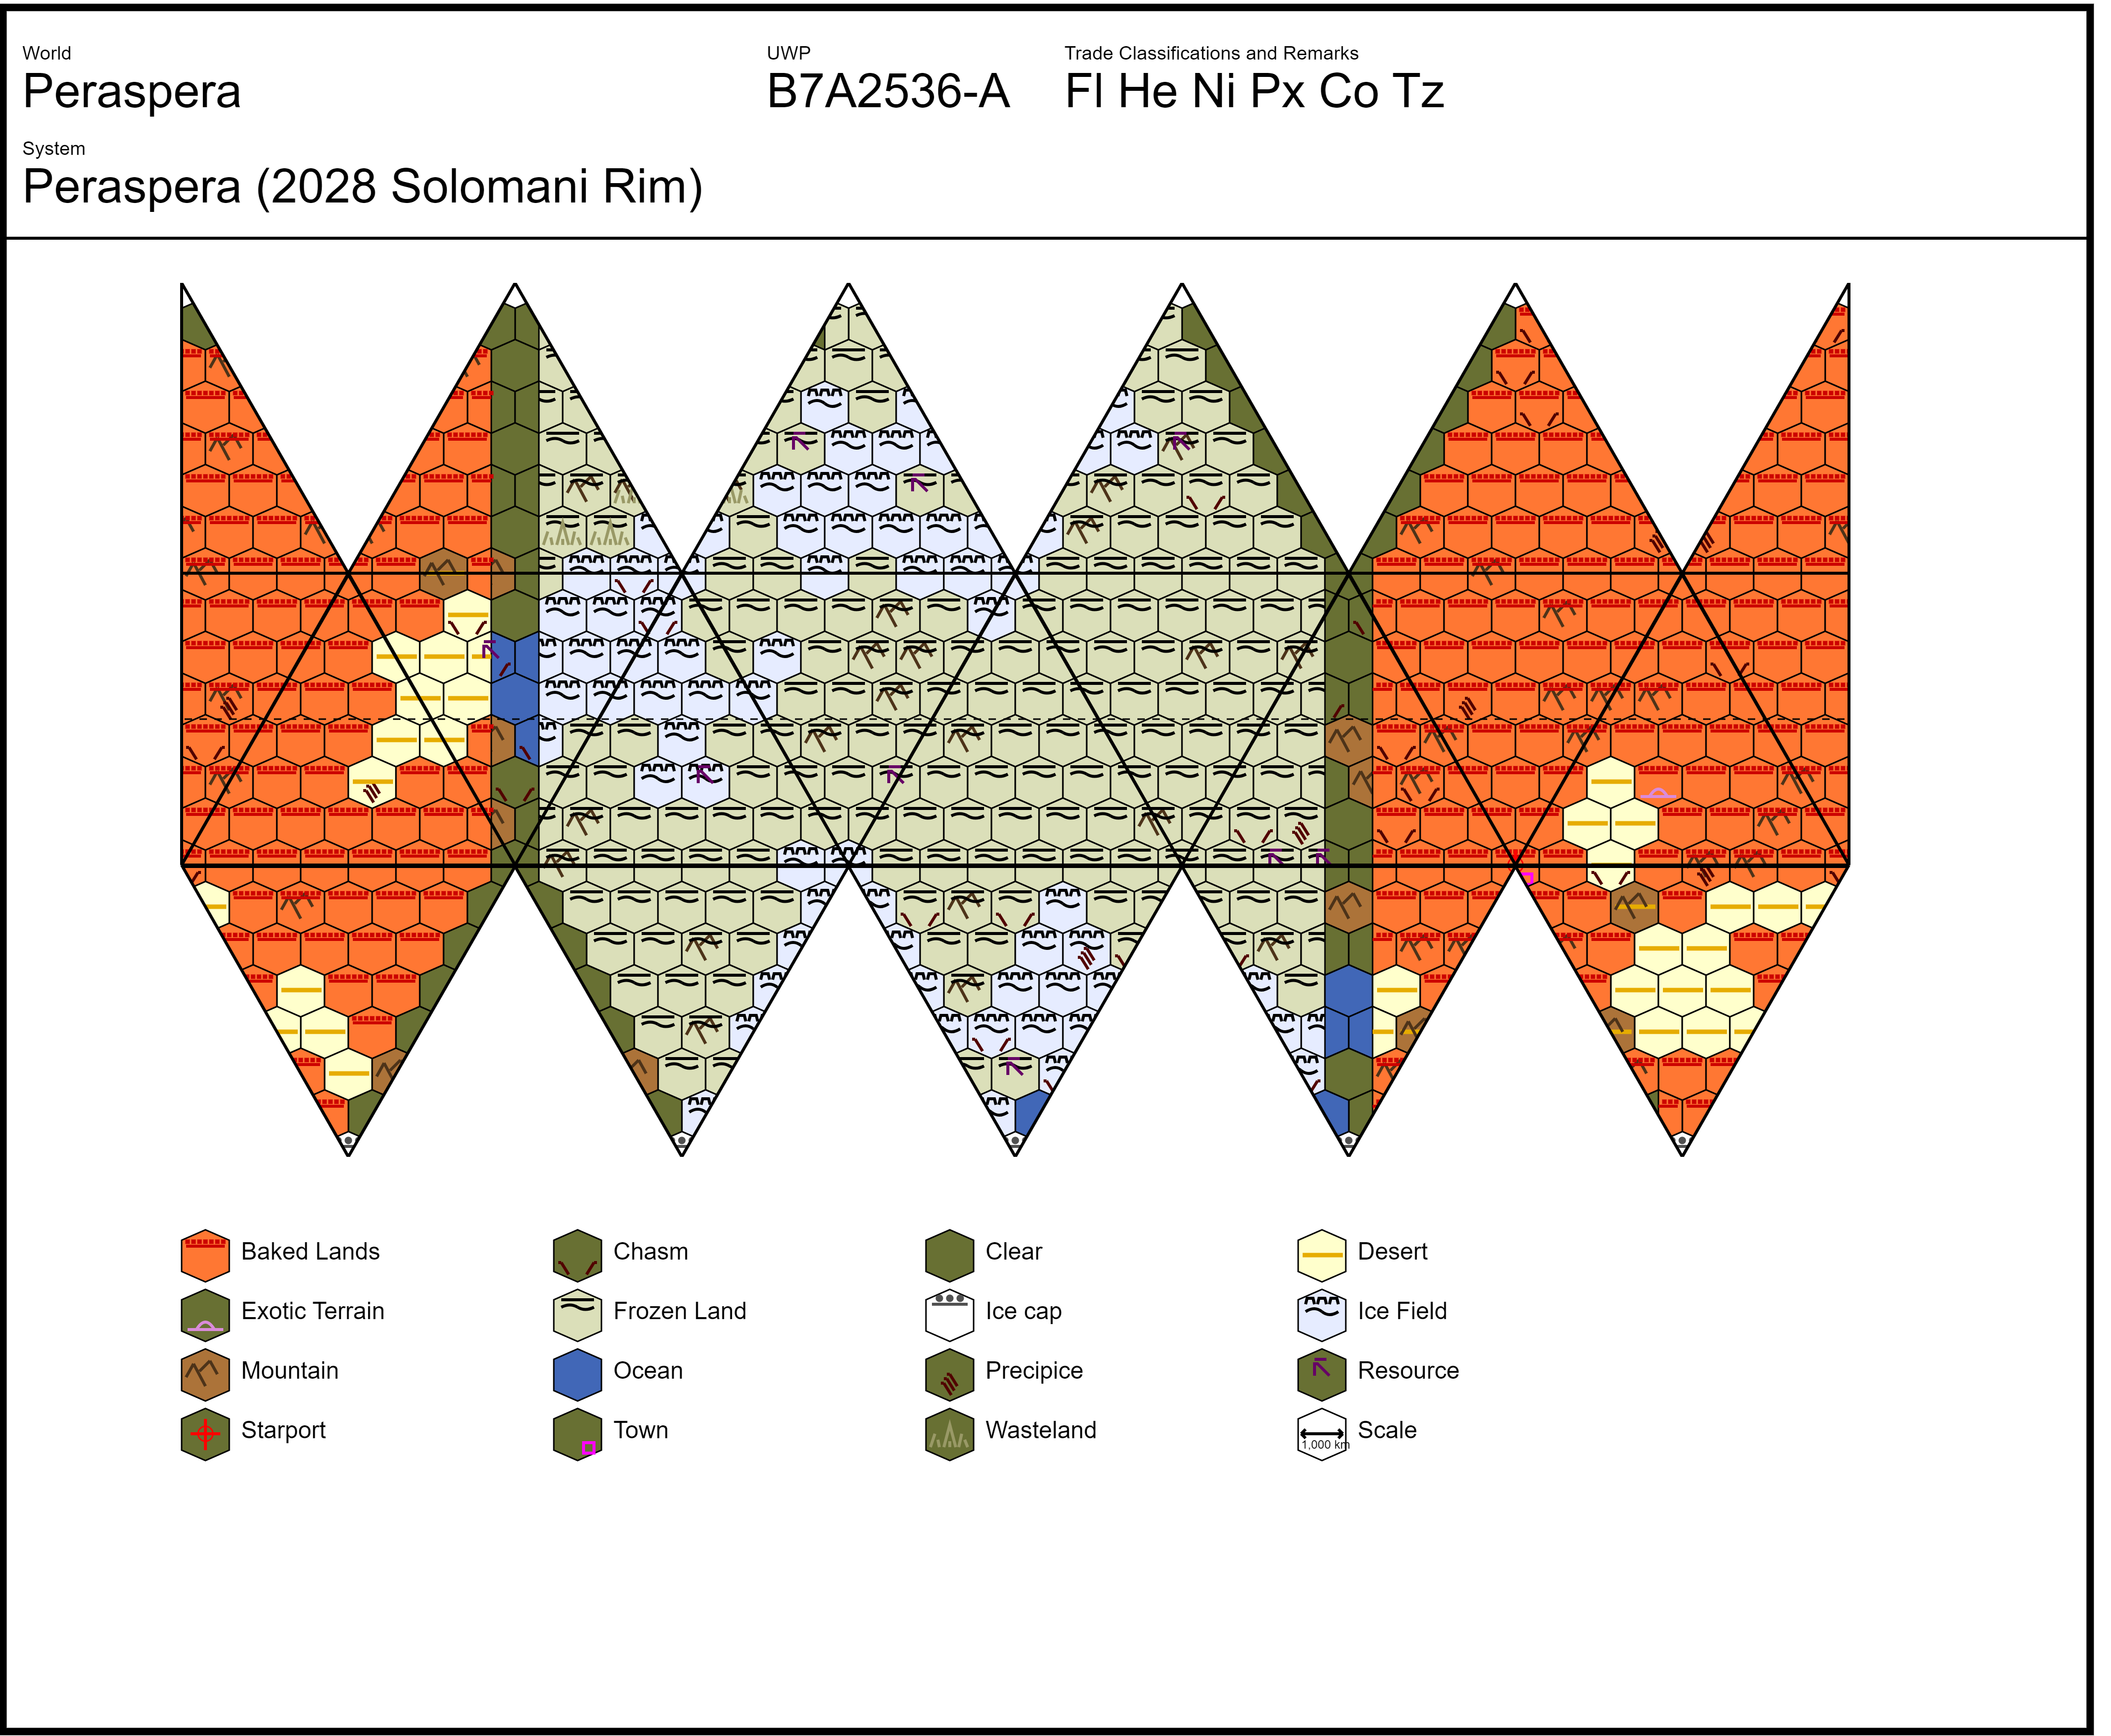 World
UWP
Trade Classifications and Remarks
Peraspera
B7A2536-A
Fl He Ni Px Co Tz
System
Peraspera (2028 Solomani Rim)
Baked Lands
Chasm
Clear
Desert
Exotic Terrain
Frozen Land
Ice cap
Ice Field
Mountain
Ocean
Precipice
Resource
Starport
Town
Wasteland
1,000 km
Scale